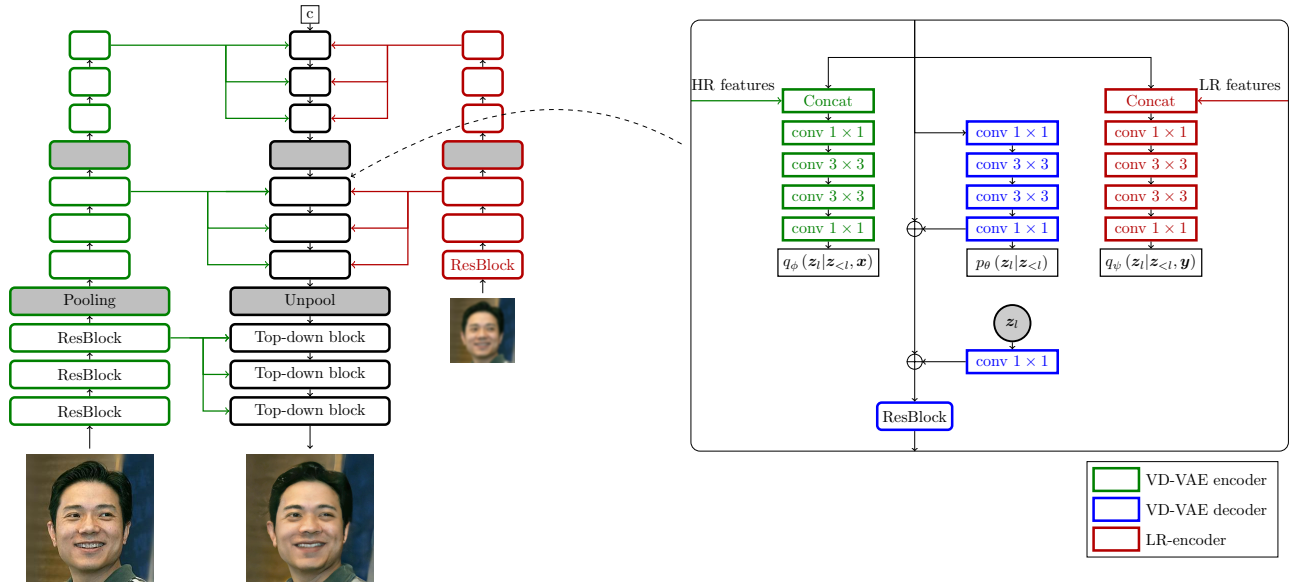 c
Pooling
ResBlock
ResBlock
ResBlock
Unpool
Top-down block
Top-down block
Top-down block
ResBlock
HR features
LR features
Concat
conv 1 × 1
conv 3 × 3
conv 3 × 3
conv 1 × 1
q_ϕ (z_l|z_{<l}, x)
conv 1 × 1
conv 3 × 3
conv 3 × 3
conv 1 × 1
p_θ (z_l|z_{<l})
Concat
conv 1 × 1
conv 3 × 3
conv 3 × 3
conv 1 × 1
q_ψ (z_l|z_{<l}, y)
z_l
conv 1 × 1
ResBlock
VD-VAE encoder
VD-VAE decoder
LR-encoder